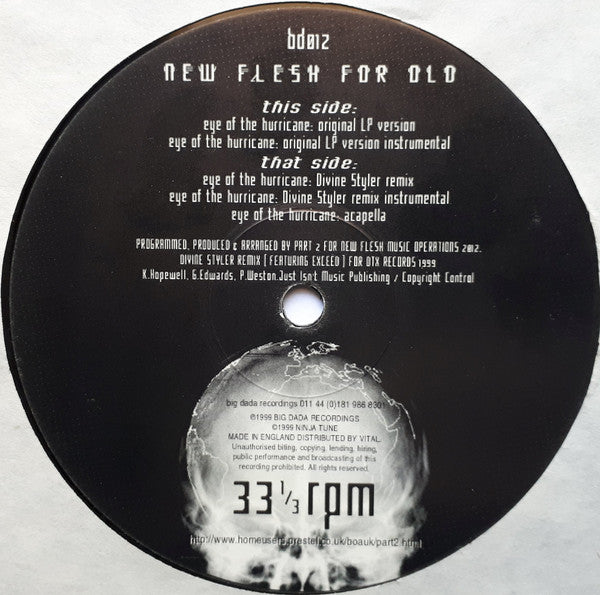 bd012
NEW FLESH FOR OLD
this side:
eye of the hurricane: original LP version
eye of the hurricane: original LP version instrumental
that side:
eye of the hurricane: Divine Styler remix
eye of the hurricane: Divine Styler remix instrumental
eye of the hurricane: acapella
PROGRAMMED, PRODUCED & ARRANGED BY PART 2 FOR NEW FLESH MUSIC OPERATIONS 2012.
DIVINE STYLER REMIX [ FEATURING EXCEED ] FOR DTX RECORDS 1999
K.Hopewell, G.Edwards, P.Weston.Just Isn't Music Publishing / Copyright Control
big dada recordings 011 44 (0)181 986 8301
℗1999 BIG DADA RECORDINGS
©1999 NINJA TUNE
MADE IN ENGLAND DISTRIBUTED BY VITAL.
Unauthorised biting, copying, lending, hiring,
public performance and broadcasting of this
recording prohibited. All rights reserved.
33 1/3 rpm
http://www.homeusers.prestel.co.uk/boauk/part2.html